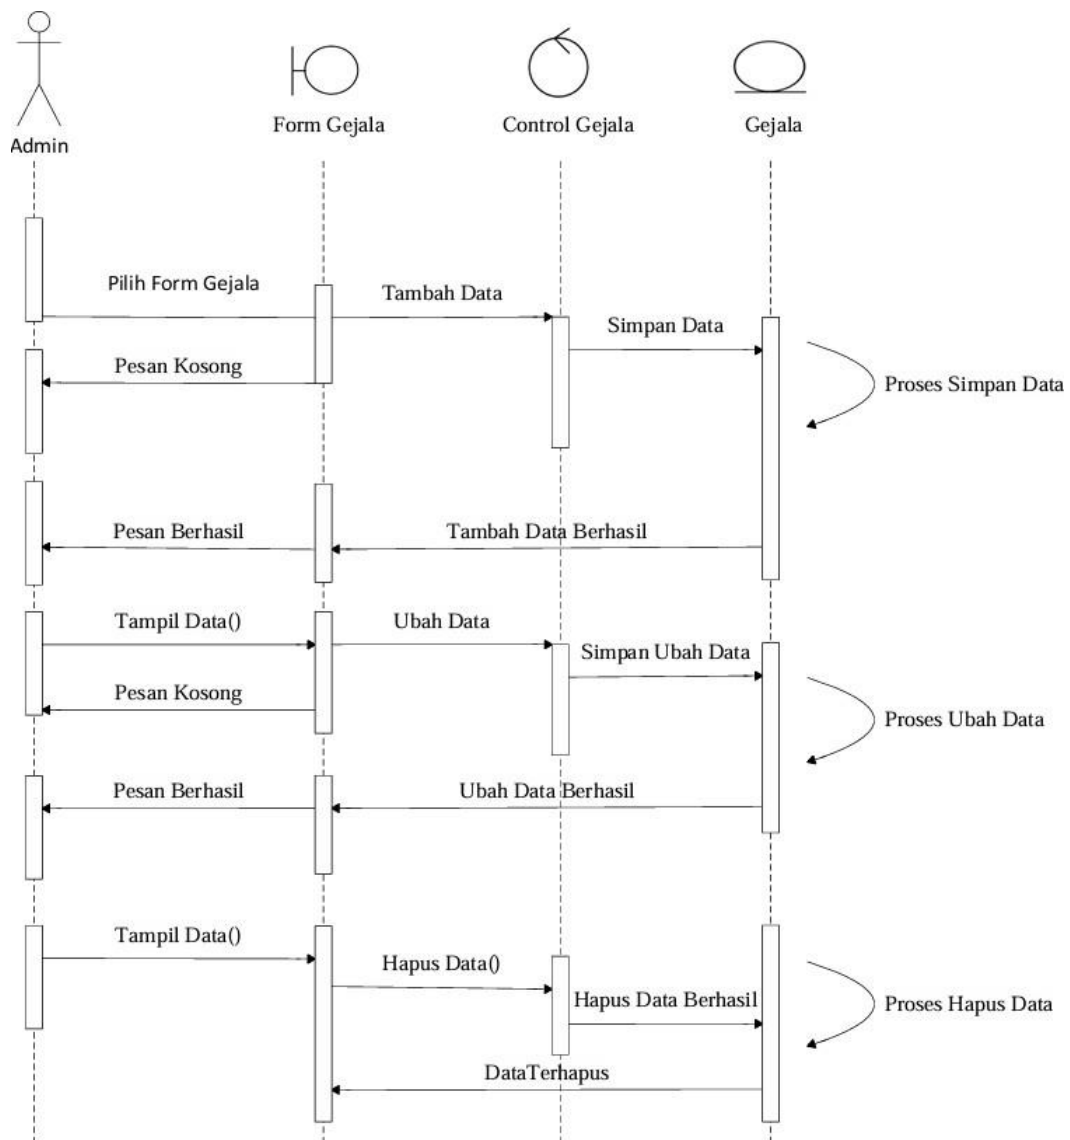 Admin
Form Gejala
Control Gejala
Gejala
Pilih Form Gejala
Tambah Data
Simpan Data
Pesan Kosong
Proses Simpan Data
Pesan Berhasil
Tambah Data Berhasil
Tampil Data()
Ubah Data
Simpan Ubah Data
Pesan Kosong
Proses Ubah Data
Pesan Berhasil
Ubah Data Berhasil
Tampil Data()
Hapus Data()
Hapus Data Berhasil
Proses Hapus Data
DataTerhapus